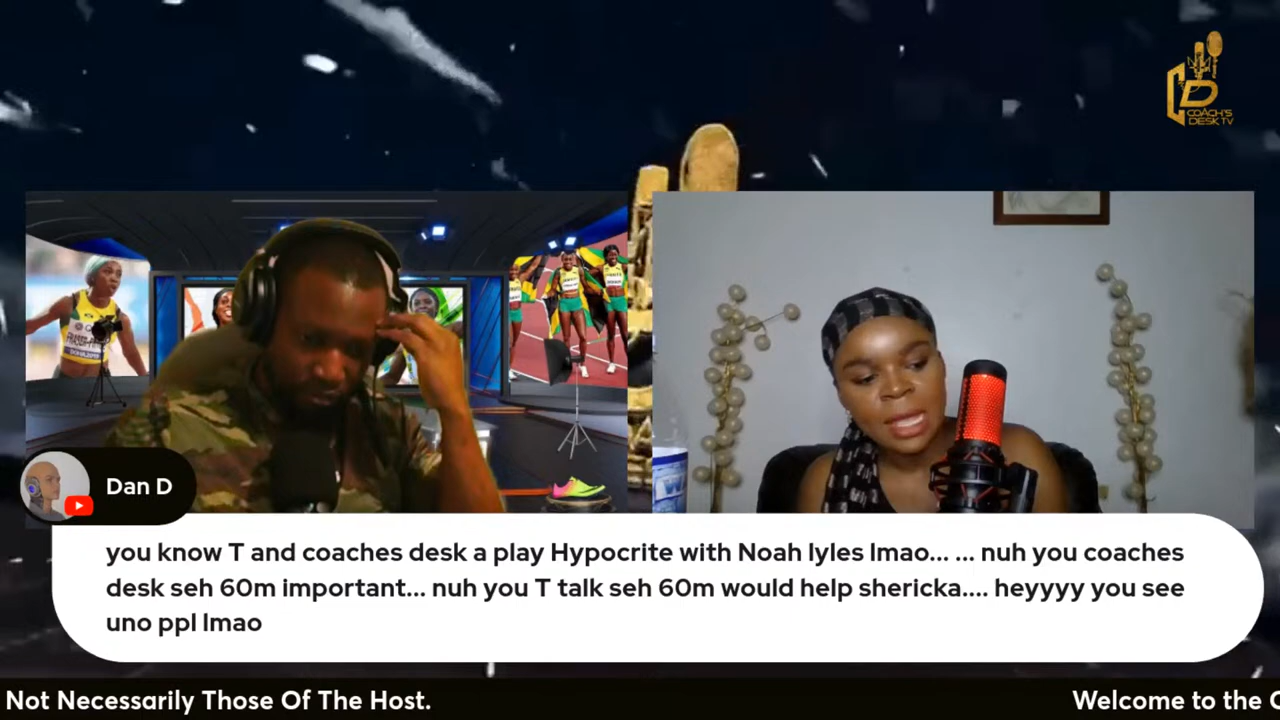 COACH'S
DESK TV
Dan D
you know T and coaches desk a play Hypocrite with Noah lyles lmao... ... nuh you coaches
desk seh 60m important... nuh you T talk seh 60m would help shericka.... heyyyy you see
uno ppl lmao
Not Necessarily Those Of The Host.
Welcome to the